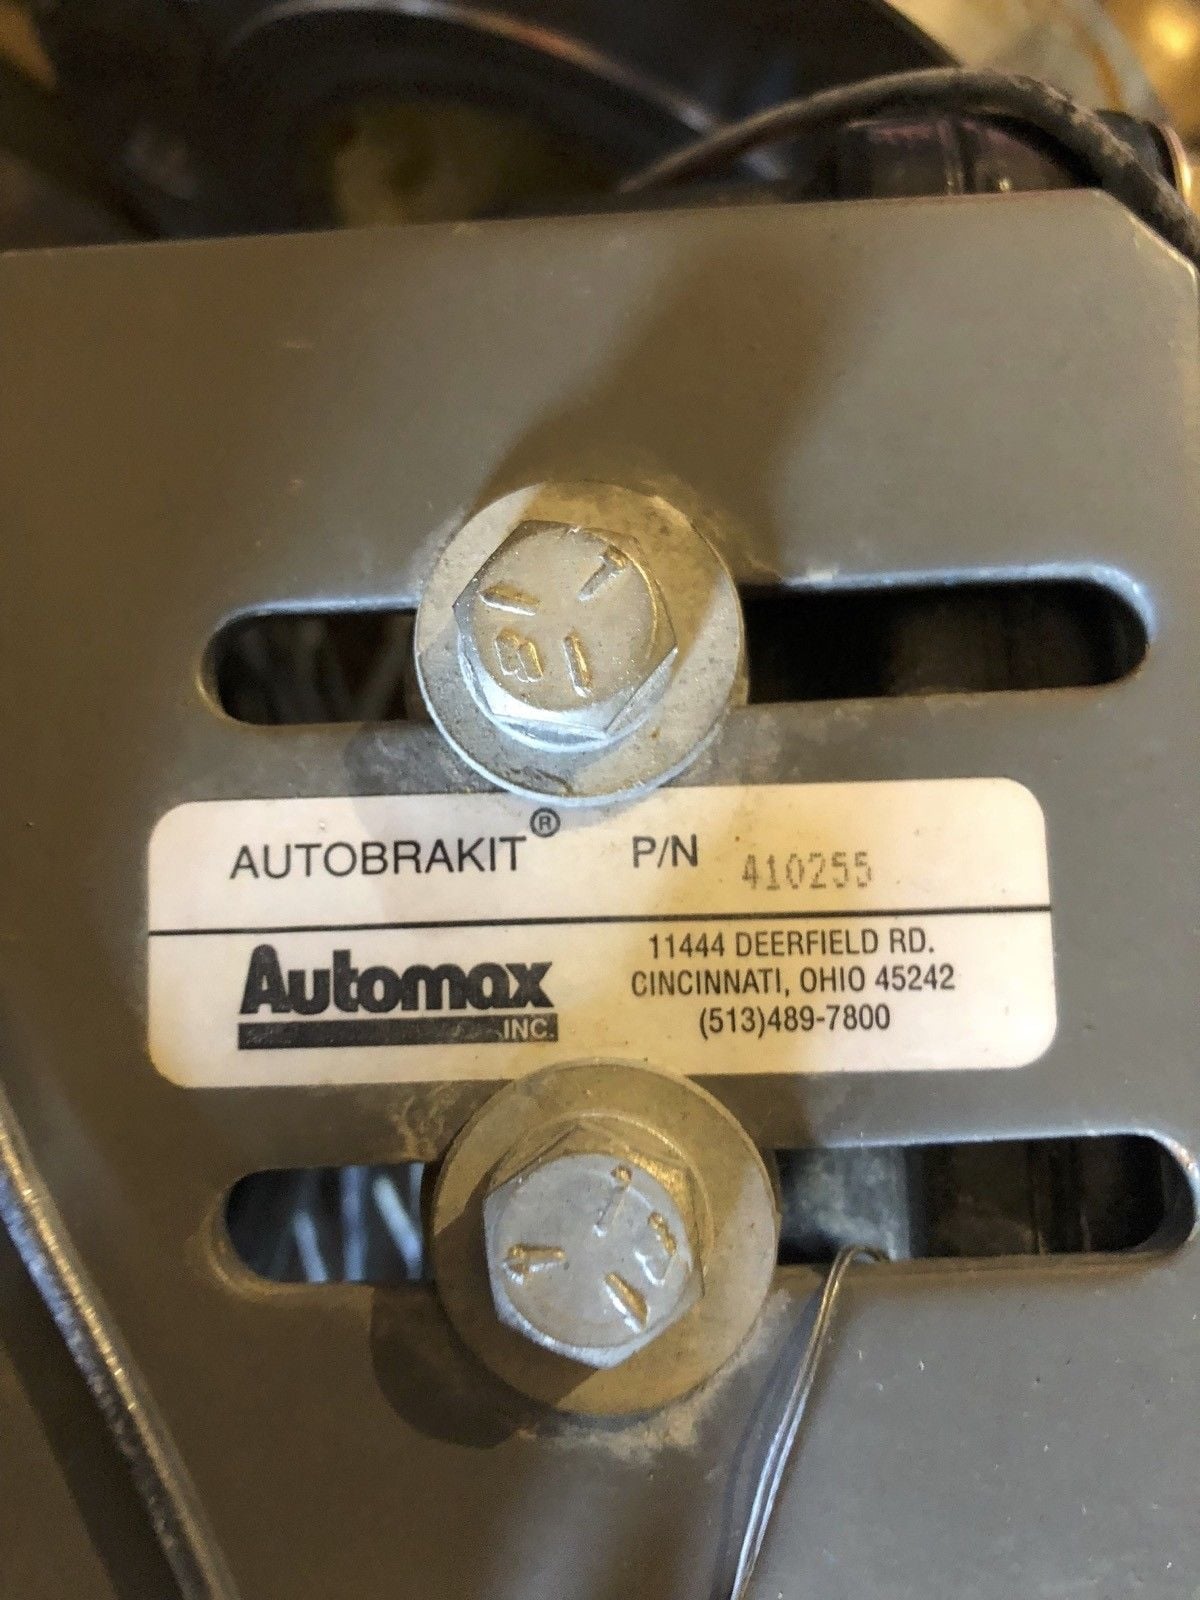 AUTOBRAKIT® P/N 410255
Automax INC.
11444 DEERFIELD RD.
CINCINNATI, OHIO 45242
(513)489-7800